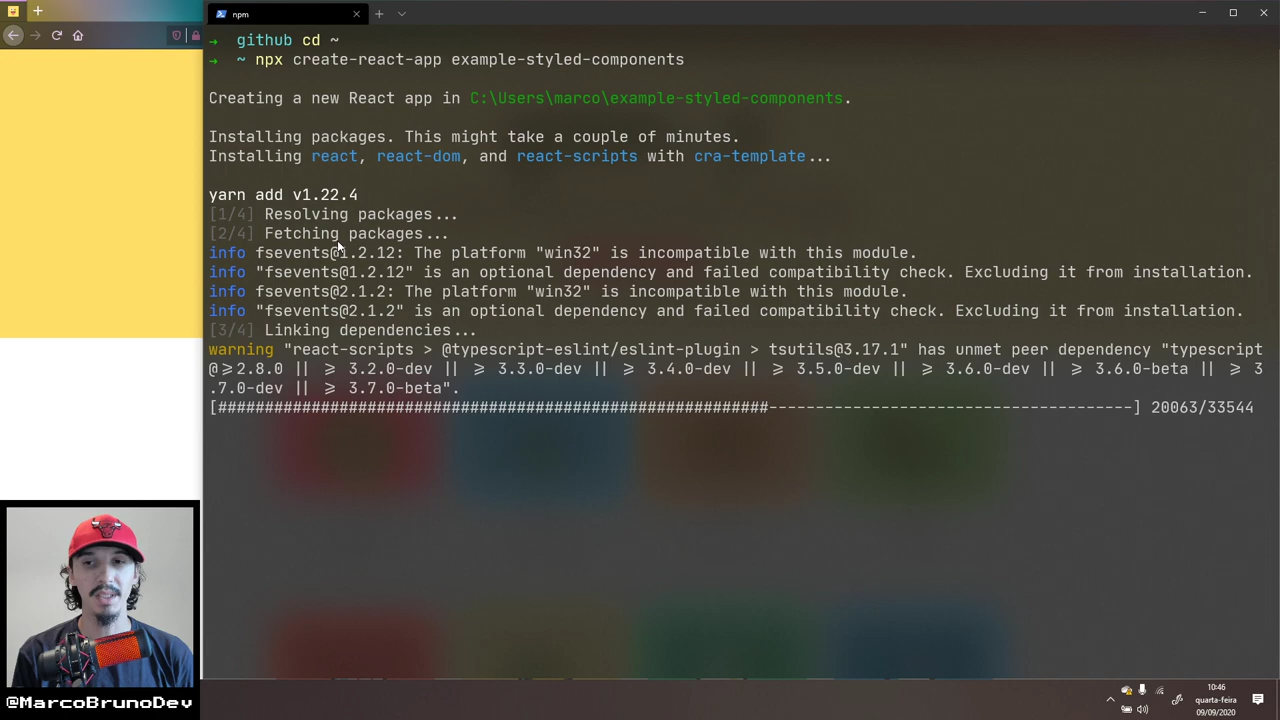 npm
→ github cd ~
→ ~ npx create-react-app example-styled-components
Creating a new React app in C:\Users\marco\example-styled-components.
Installing packages. This might take a couple of minutes.
Installing react, react-dom, and react-scripts with cra-template...
yarn add v1.22.4
[1/4] Resolving packages...
[2/4] Fetching packages...
info fsevents@1.2.12: The platform "win32" is incompatible with this module.
info "fsevents@1.2.12" is an optional dependency and failed compatibility check. Excluding it from installation.
info fsevents@2.1.2: The platform "win32" is incompatible with this module.
info "fsevents@2.1.2" is an optional dependency and failed compatibility check. Excluding it from installation.
[3/4] Linking dependencies...
warning "react-scripts > @typescript-eslint/eslint-plugin > tsutils@3.17.1" has unmet peer dependency "typescript
@≥2.8.0 || ≥ 3.2.0-dev || ≥ 3.3.0-dev || ≥ 3.4.0-dev || ≥ 3.5.0-dev || ≥ 3.6.0-dev || ≥ 3.6.0-beta || ≥ 3
.7.0-dev || ≥ 3.7.0-beta".
[###########################################################---------------------------------------] 20063/33544
@MarcoBrunoDev
10:46
quarta-feira
09/09/2020